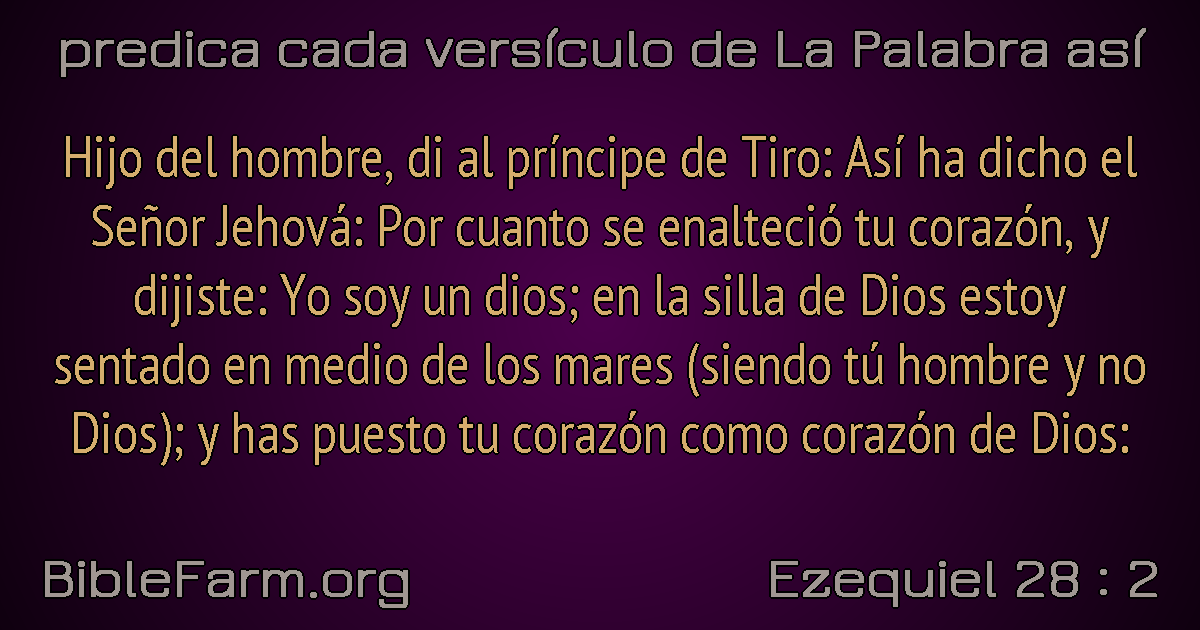 predica cada versículo de La Palabra así
Hijo del hombre, di al príncipe de Tiro: Así ha dicho el
Señor Jehová: Por cuanto se enalteció tu corazón, y
dijiste: Yo soy un dios; en la silla de Dios estoy
sentado en medio de los mares (siendo tú hombre y no
Dios); y has puesto tu corazón como corazón de Dios:
BibleFarm.org
Ezequiel 28 : 2